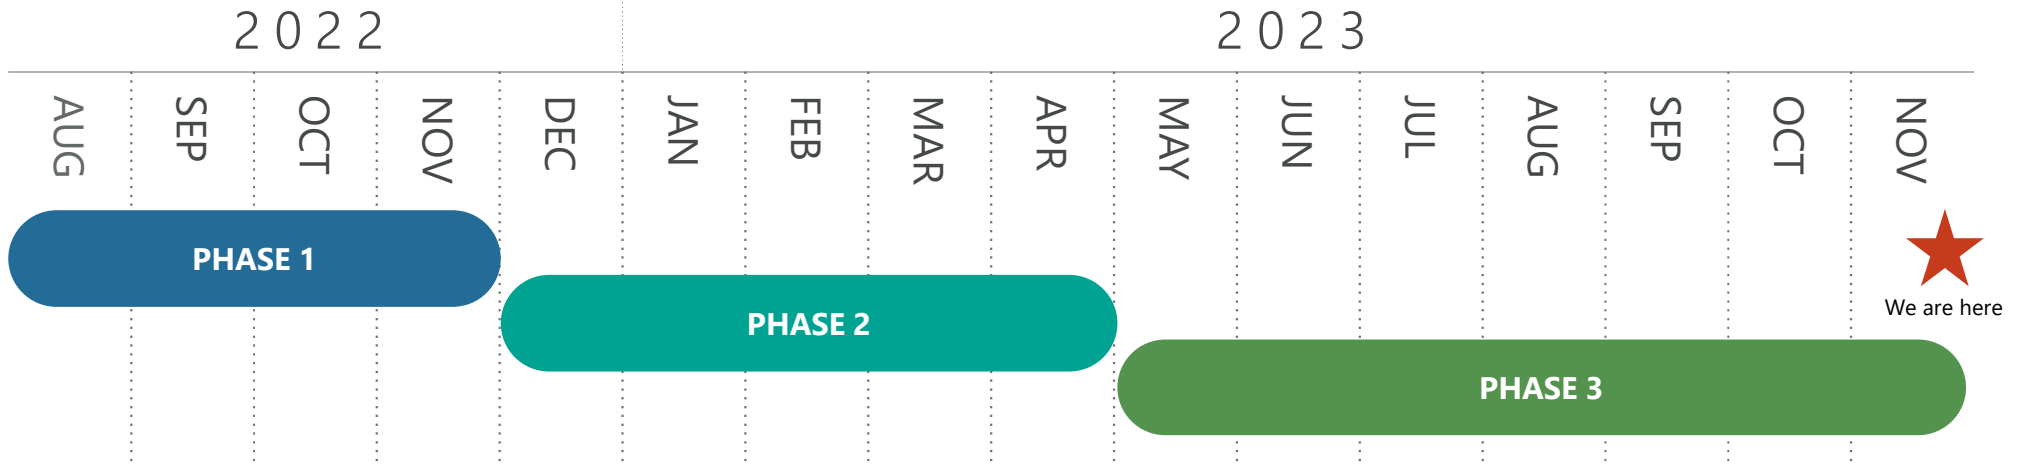 2022
2023
AUG
SEP
OCT
NOV
DEC
JAN
FEB
MAR
APR
MAY
JUN
JUL
AUG
SEP
OCT
NOV
PHASE 1
PHASE 2
We are here
PHASE 3